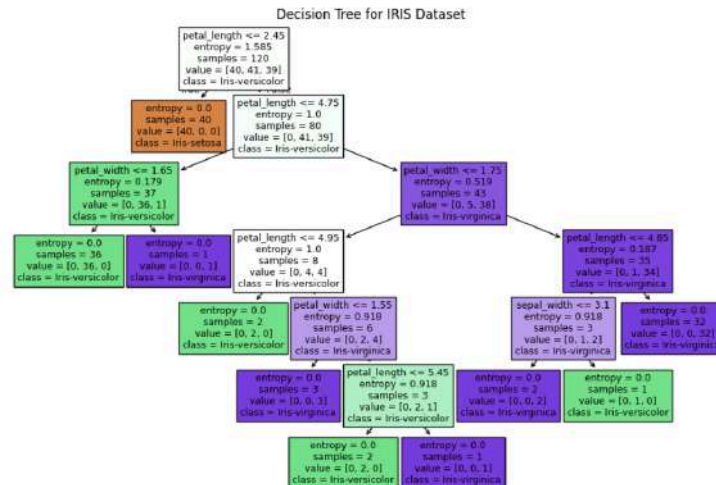 Decision Tree for IRIS Dataset
petal_length <= 2.45
entropy = 1.585
samples = 120
value = [40, 41, 39]
class = Iris-versicolor
entropy = 0.0
samples = 40
value = [40, 0, 0]
class = Iris-setosa
petal_length <= 4.75
entropy = 1.0
samples = 80
value = [0, 41, 39]
class = Iris-versicolor
petal_width <= 1.65
entropy = 0.179
samples = 37
value = [0, 36, 1]
class = Iris-versicolor
petal_width <= 1.75
entropy = 0.519
samples = 43
value = [0, 5, 38]
class = Iris-virginica
entropy = 0.0
samples = 36
value = [0, 36, 0]
class = Iris-versicolor
entropy = 0.0
samples = 1
value = [0, 0, 1]
class = Iris-virginica
petal_length <= 4.95
entropy = 1.0
samples = 8
value = [0, 4, 4]
class = Iris-versicolor
petal_length <= 4.85
entropy = 0.187
samples = 35
value = [0, 1, 34]
class = Iris-virginica
entropy = 0.0
samples = 2
value = [0, 2, 0]
class = Iris-versicolor
petal_width <= 1.55
entropy = 0.918
samples = 6
value = [0, 2, 4]
class = Iris-virginica
sepal_width <= 3.1
entropy = 0.918
samples = 3
value = [0, 1, 2]
class = Iris-virginica
entropy = 0.0
samples = 32
value = [0, 0, 32]
class = Iris-virginica
entropy = 0.0
samples = 3
value = [0, 0, 3]
class = Iris-virginica
petal_length <= 5.45
entropy = 0.918
samples = 3
value = [0, 2, 1]
class = Iris-versicolor
entropy = 0.0
samples = 2
value = [0, 0, 2]
class = Iris-virginica
entropy = 0.0
samples = 1
value = [0, 1, 0]
class = Iris-versicolor
entropy = 0.0
samples = 2
value = [0, 2, 0]
class = Iris-versicolor
entropy = 0.0
samples = 1
value = [0, 0, 1]
class = Iris-virginica